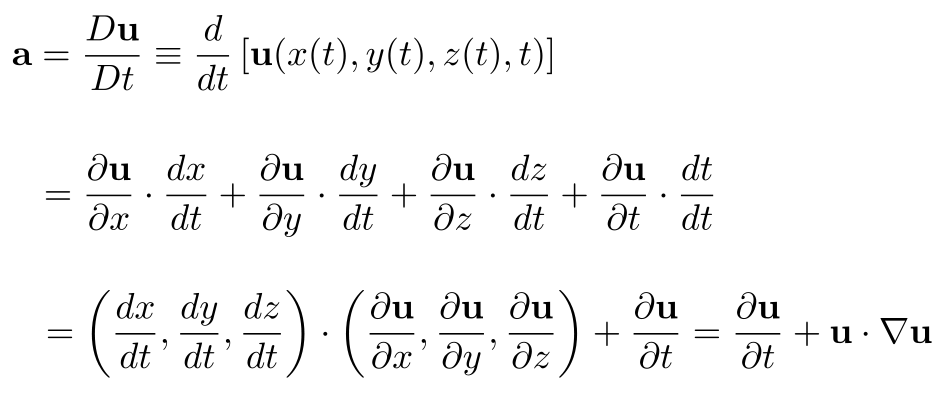 𝐚 = D𝐮/Dt ≡ d/dt [𝐮(x(t), y(t), z(t), t)]
= ∂𝐮/∂x · dx/dt + ∂𝐮/∂y · dy/dt + ∂𝐮/∂z · dz/dt + ∂𝐮/∂t · dt/dt
= (dx/dt, dy/dt, dz/dt) · (∂𝐮/∂x, ∂𝐮/∂y, ∂𝐮/∂z) + ∂𝐮/∂t = ∂𝐮/∂t + 𝐮 · ∇𝐮